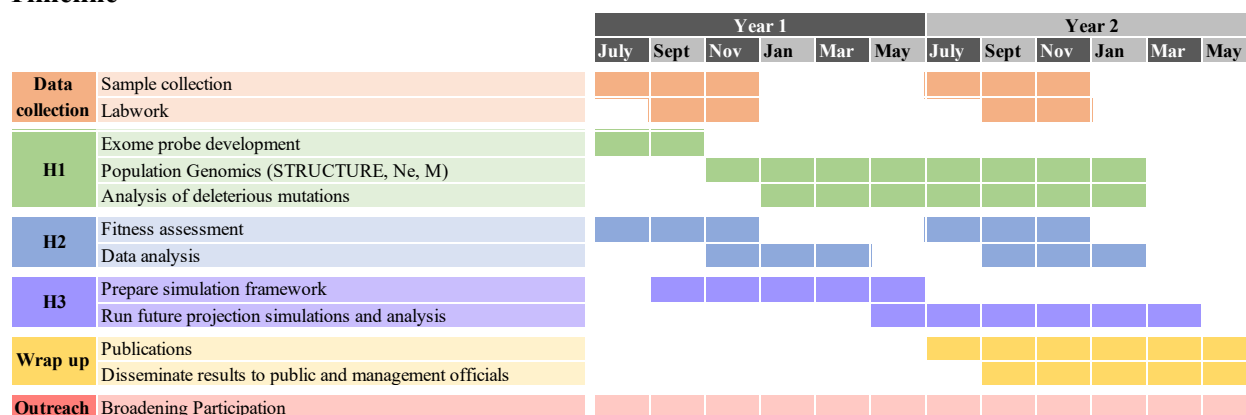 Year 1 Year 2
July Sept Nov Jan Mar May July Sept Nov Jan Mar May
Data collection
Sample collection
Labwork
H1
Exome probe development
Population Genomics (STRUCTURE, Ne, M)
Analysis of deleterious mutations
H2
Fitness assessment
Data analysis
H3
Prepare simulation framework
Run future projection simulations and analysis
Wrap up
Publications
Disseminate results to public and management officials
Outreach Broadening Participation